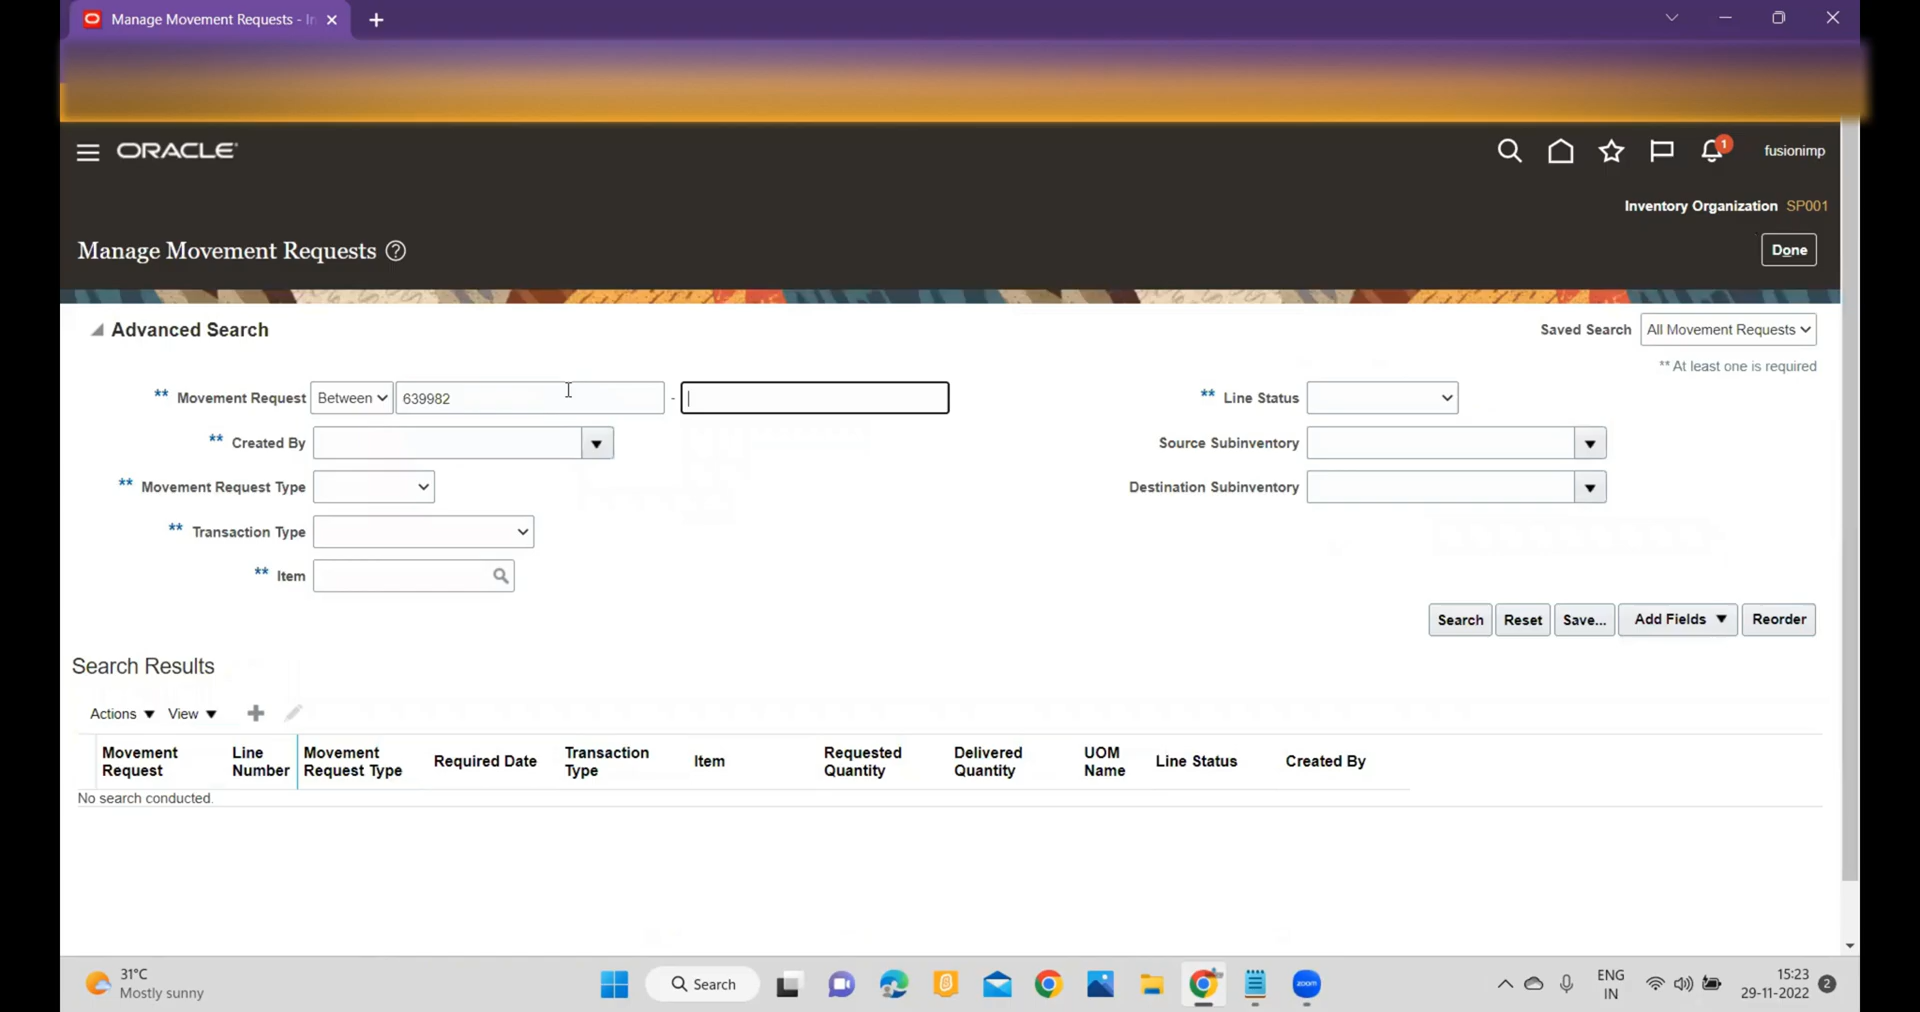 Manage Movement Requests - In
ORACLE
1
fusionimp
Inventory Organization SP001
Manage Movement Requests
Done
Advanced Search
Saved Search All Movement Requests
** At least one is required
** Movement Request Between 639982 -
** Line Status
** Created By
Source Subinventory
** Movement Request Type
Destination Subinventory
** Transaction Type
** Item
Search Reset Save... Add Fields Reorder
Search Results
Actions View
Movement Request
Line Number
Movement Request Type
Required Date
Transaction Type
Item
Requested Quantity
Delivered Quantity
UOM Name
Line Status
Created By
No search conducted.
31°C
Mostly sunny
Search
zoom
ENG
IN
15:23
29-11-2022
2